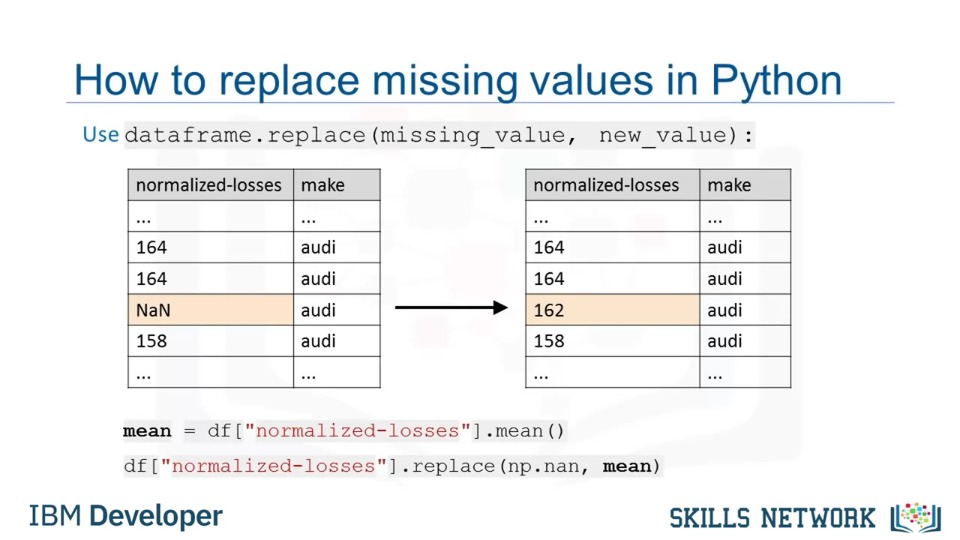 How to replace missing values in Python
Use dataframe.replace(missing_value, new_value):
normalized-losses make
... ...
164 audi
164 audi
NaN audi
158 audi
... ...
normalized-losses make
... ...
164 audi
164 audi
162 audi
158 audi
... ...
mean = df["normalized-losses"].mean()
df["normalized-losses"].replace(np.nan, mean)
IBM Developer
SKILLS NETWORK